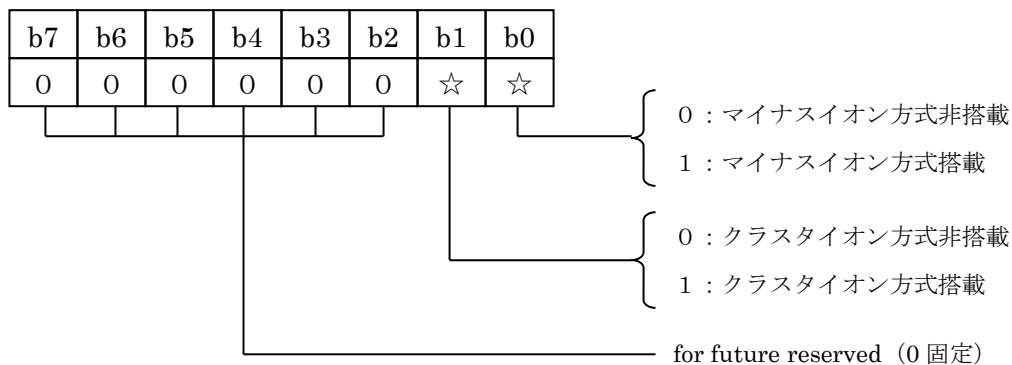 b7 b6 b5 b4 b3 b2 b1 b0
0 0 0 0 0 0 ☆ ☆
０：マイナスイオン方式非搭載
１：マイナスイオン方式搭載
０：クラスタイオン方式非搭載
１：クラスタイオン方式搭載
for future reserved（0 固定）